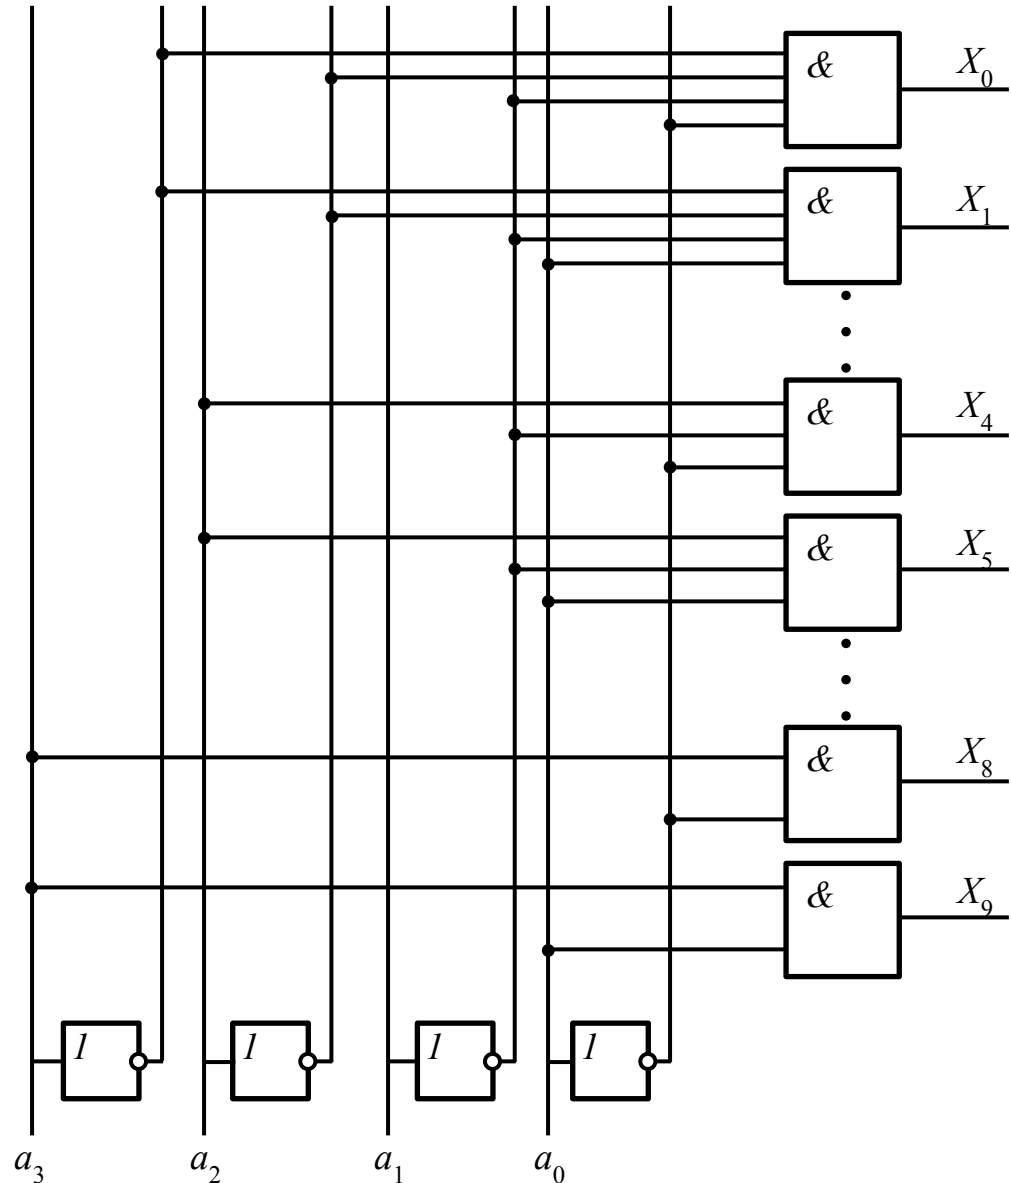 & X₀
& X₁
& X₄
& X₅
& X₈
& X₉
1 1 1 1
a₃ a₂ a₁ a₀